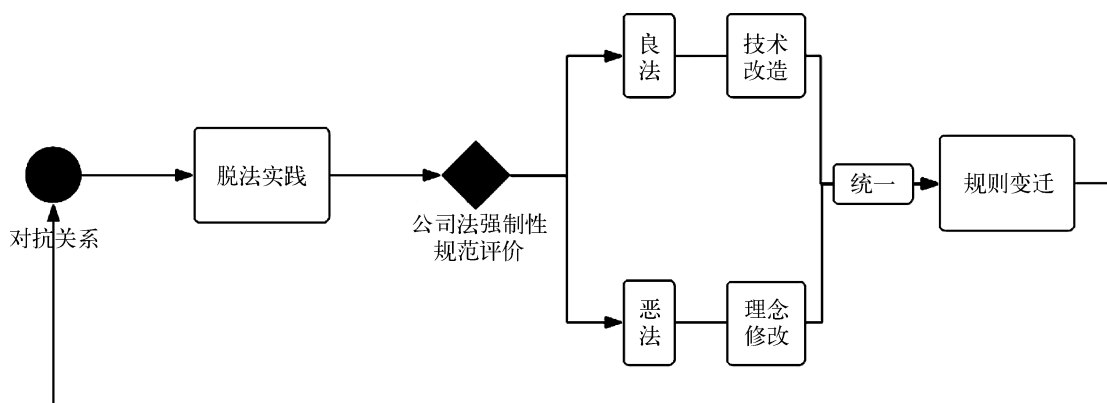 对抗关系
脱法实践
公司法强制性
规范评价
良
法
技术
改造
恶
法
理念
修改
统一
规则变迁